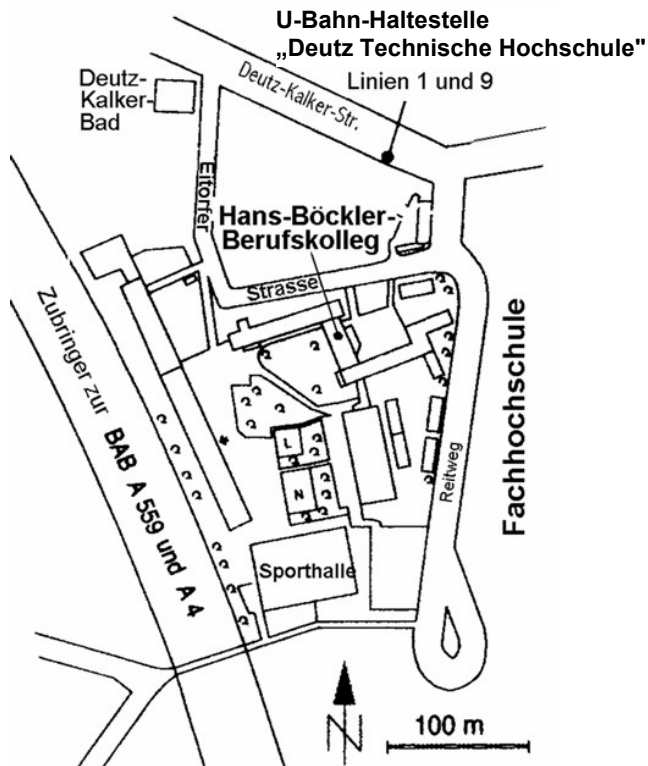 U-Bahn-Haltestelle
„Deutz Technische Hochschule"
Linien 1 und 9
Deutz-
Kalker-
Bad
Deutz-Kalker-Str.
Eitorfer
Hans-Böckler-
Berufskolleg
Strasse
Zubringer zur BAB A 559 und A 4
Fachhochschule
Reitweg
L
N
Sporthalle
N
100 m